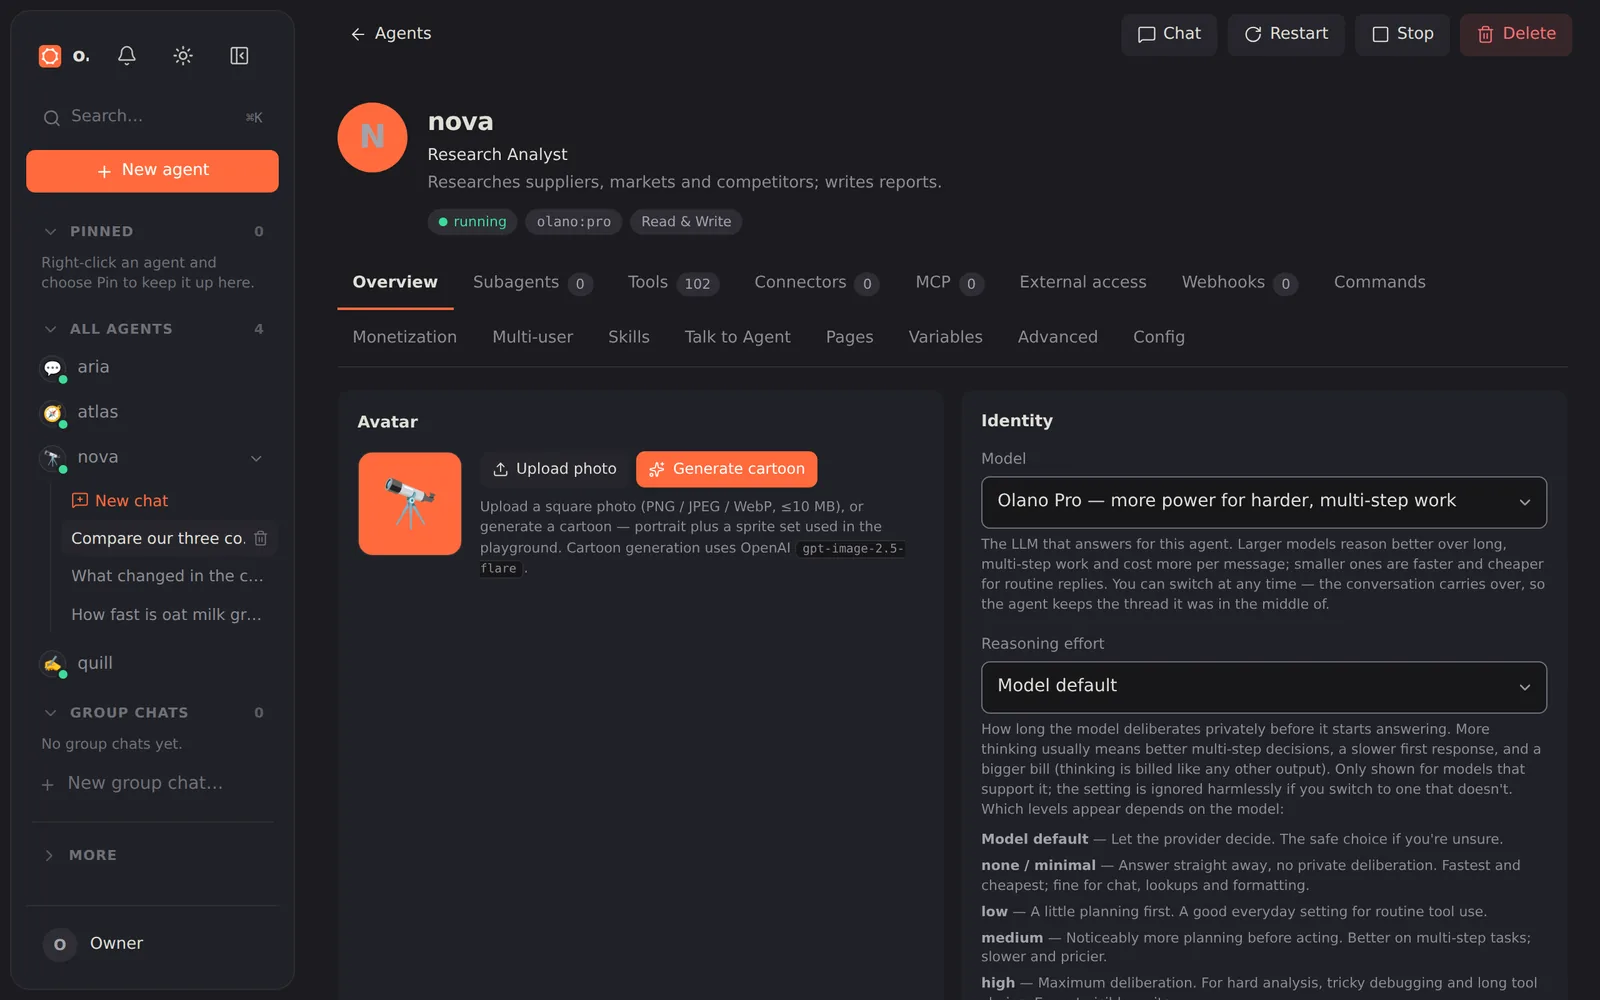 o.
Search...
⌘K
+ New agent
PINNED 0
Right-click an agent and
choose Pin to keep it up here.
ALL AGENTS 4
aria
atlas
nova
New chat
Compare our three co.
What changed in the c...
How fast is oat milk gr...
quill
GROUP CHATS 0
No group chats yet.
+ New group chat...
MORE
O Owner
← Agents
Chat
Restart
Stop
Delete
N
nova
Research Analyst
Researches suppliers, markets and competitors; writes reports.
running
olano:pro
Read & Write
Overview Subagents 0 Tools 102 Connectors 0 MCP 0 External access Webhooks 0 Commands
Monetization Multi-user Skills Talk to Agent Pages Variables Advanced Config
Avatar
Upload photo
Generate cartoon
Upload a square photo (PNG / JPEG / WebP, ≤10 MB), or
generate a cartoon — portrait plus a sprite set used in the
playground. Cartoon generation uses OpenAI gpt-image-2.5-
flare .
Identity
Model
Olano Pro — more power for harder, multi-step work
The LLM that answers for this agent. Larger models reason better over long,
multi-step work and cost more per message; smaller ones are faster and cheaper
for routine replies. You can switch at any time — the conversation carries over, so
the agent keeps the thread it was in the middle of.
Reasoning effort
Model default
How long the model deliberates privately before it starts answering. More
thinking usually means better multi-step decisions, a slower first response, and a
bigger bill (thinking is billed like any other output). Only shown for models that
support it; the setting is ignored harmlessly if you switch to one that doesn't.
Which levels appear depends on the model:
Model default — Let the provider decide. The safe choice if you're unsure.
none / minimal — Answer straight away, no private deliberation. Fastest and
cheapest; fine for chat, lookups and formatting.
low — A little planning first. A good everyday setting for routine tool use.
medium — Noticeably more planning before acting. Better on multi-step tasks;
slower and pricier.
high — Maximum deliberation. For hard analysis, tricky debugging and long tool